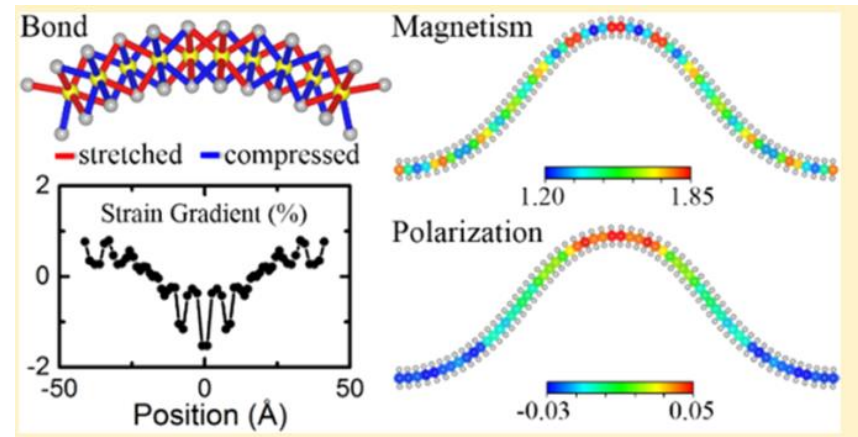 Bond
stretched compressed
2
Strain Gradient (%)
0
-2
-50 0 50
Position (Å)
Magnetism
1.20 1.85
Polarization
-0.03 0.05